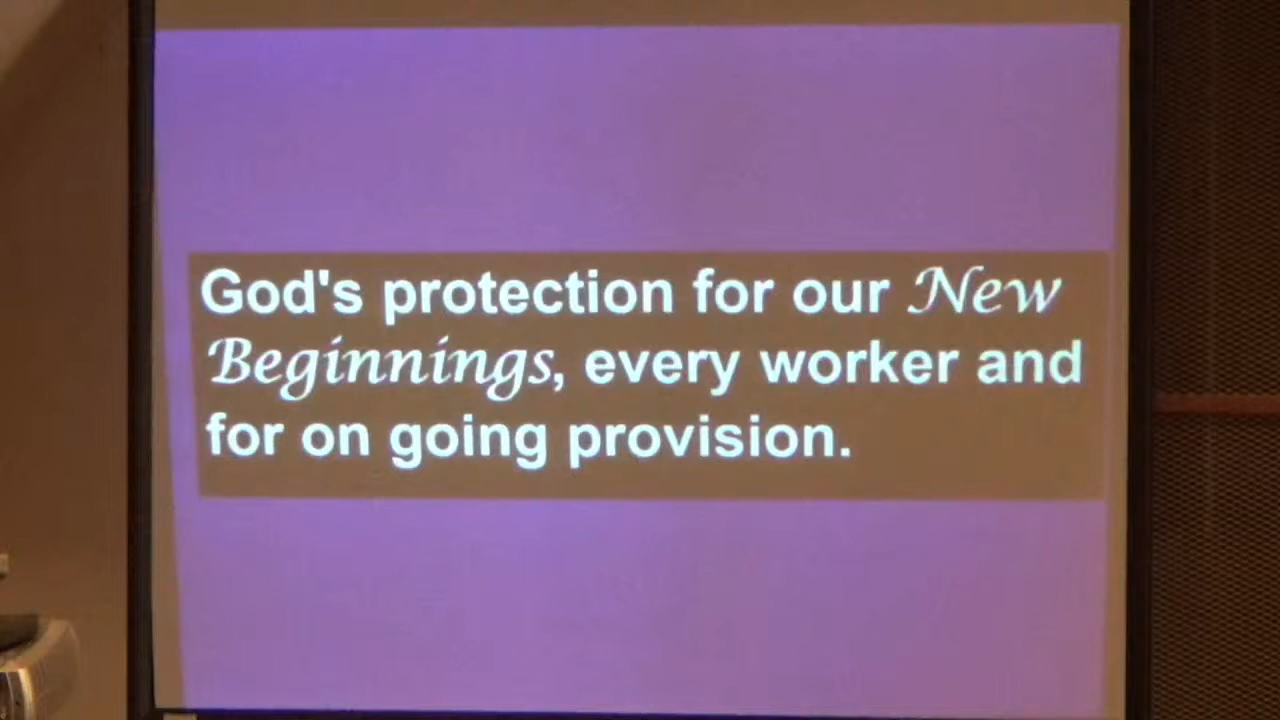 God's protection for our New
Beginnings, every worker and
for on going provision.